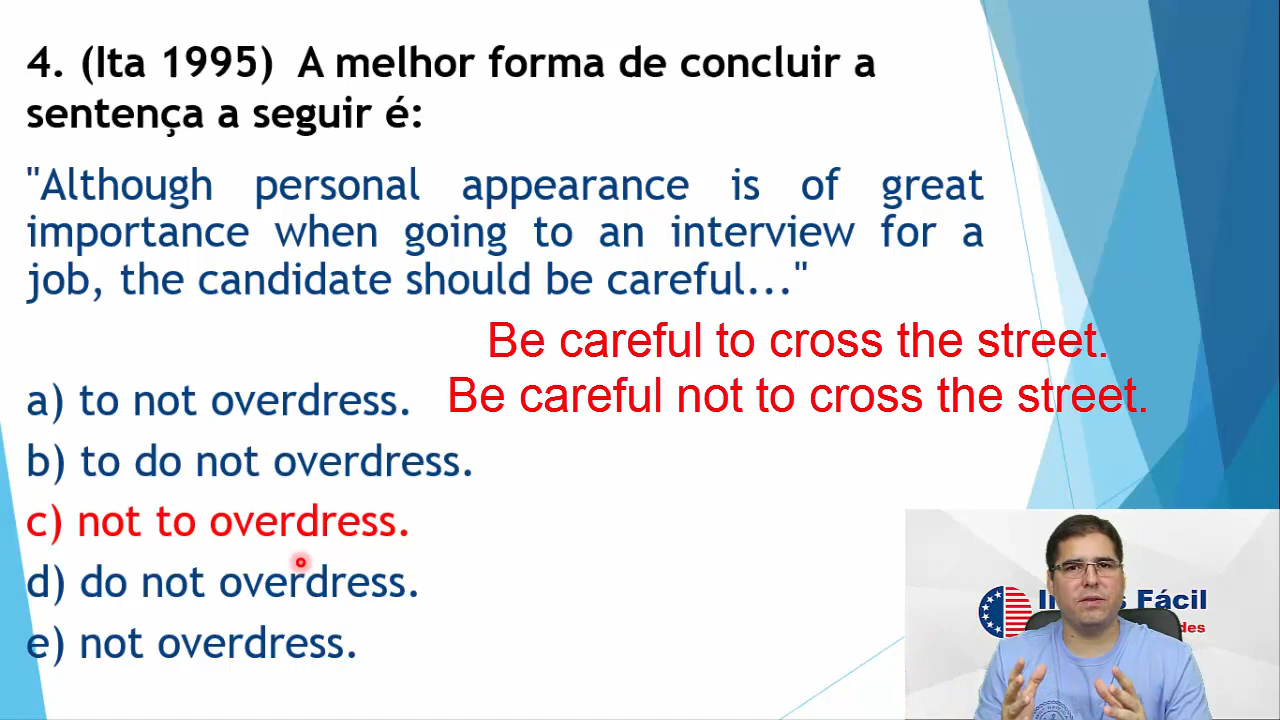 4. (Ita 1995) A melhor forma de concluir a
sentença a seguir é:
"Although personal appearance is of great
importance when going to an interview for a
job, the candidate should be careful..."
Be careful to cross the street.
a) to not overdress.
Be careful not to cross the street.
b) to do not overdress.
c) not to overdress.
d) do not overdress.
e) not overdress.
Fácil